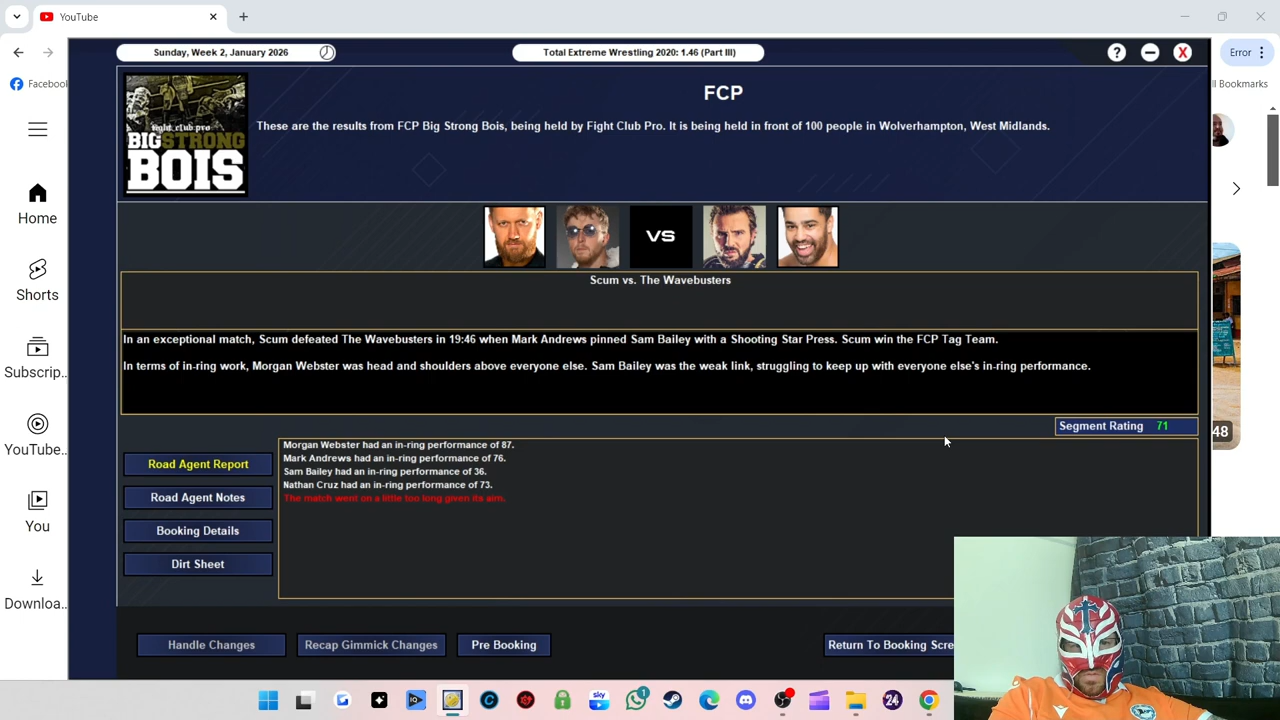 YouTube
Error
Facebook
ll Bookmarks
Sunday, Week 2, January 2026
Total Extreme Wrestling 2020: 1.46 (Part III)
?
X
FCP
These are the results from FCP Big Strong Bois, being held by Fight Club Pro. It is being held in front of 100 people in Wolverhampton, West Midlands.
fight club:pro
BIGSTRONG
BOIS
VS
Scum vs. The Wavebusters
In an exceptional match, Scum defeated The Wavebusters in 19:46 when Mark Andrews pinned Sam Bailey with a Shooting Star Press. Scum win the FCP Tag Team.
In terms of in-ring work, Morgan Webster was head and shoulders above everyone else. Sam Bailey was the weak link, struggling to keep up with everyone else's in-ring performance.
Segment Rating 71
Morgan Webster had an in-ring performance of 87.
Mark Andrews had an in-ring performance of 76.
Sam Bailey had an in-ring performance of 36.
Nathan Cruz had an in-ring performance of 73.
The match went on a little too long given its aim.
Road Agent Report
Road Agent Notes
Booking Details
Dirt Sheet
Handle Changes
Recap Gimmick Changes
Pre Booking
Return To Booking Scre
Home
Shorts
Subscrip...
YouTube...
You
Downloa...
48
1
24